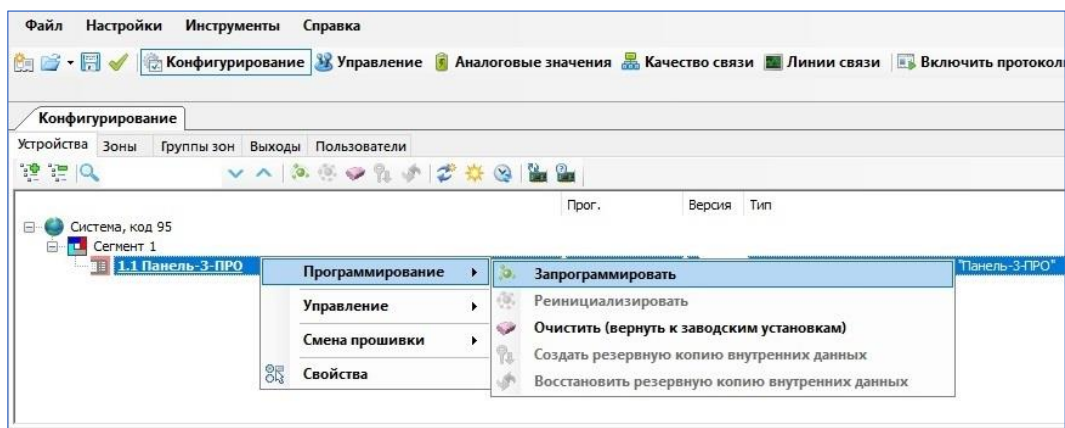 Файл Настройки Инструменты Справка
Конфигурирование Управление Аналоговые значения Качество связи Линии связи Включить протокол
Конфигурирование
Устройства Зоны Группы зон Выходы Пользователи
Прог. Версия Тип
Система, код 95
Сегмент 1
1.1 Панель-3-ПРО "Панель-3-ПРО"
Программирование
Управление
Смена прошивки
Свойства
Запрограммировать
Реинициализировать
Очистить (вернуть к заводским установкам)
Создать резервную копию внутренних данных
Восстановить резервную копию внутренних данных